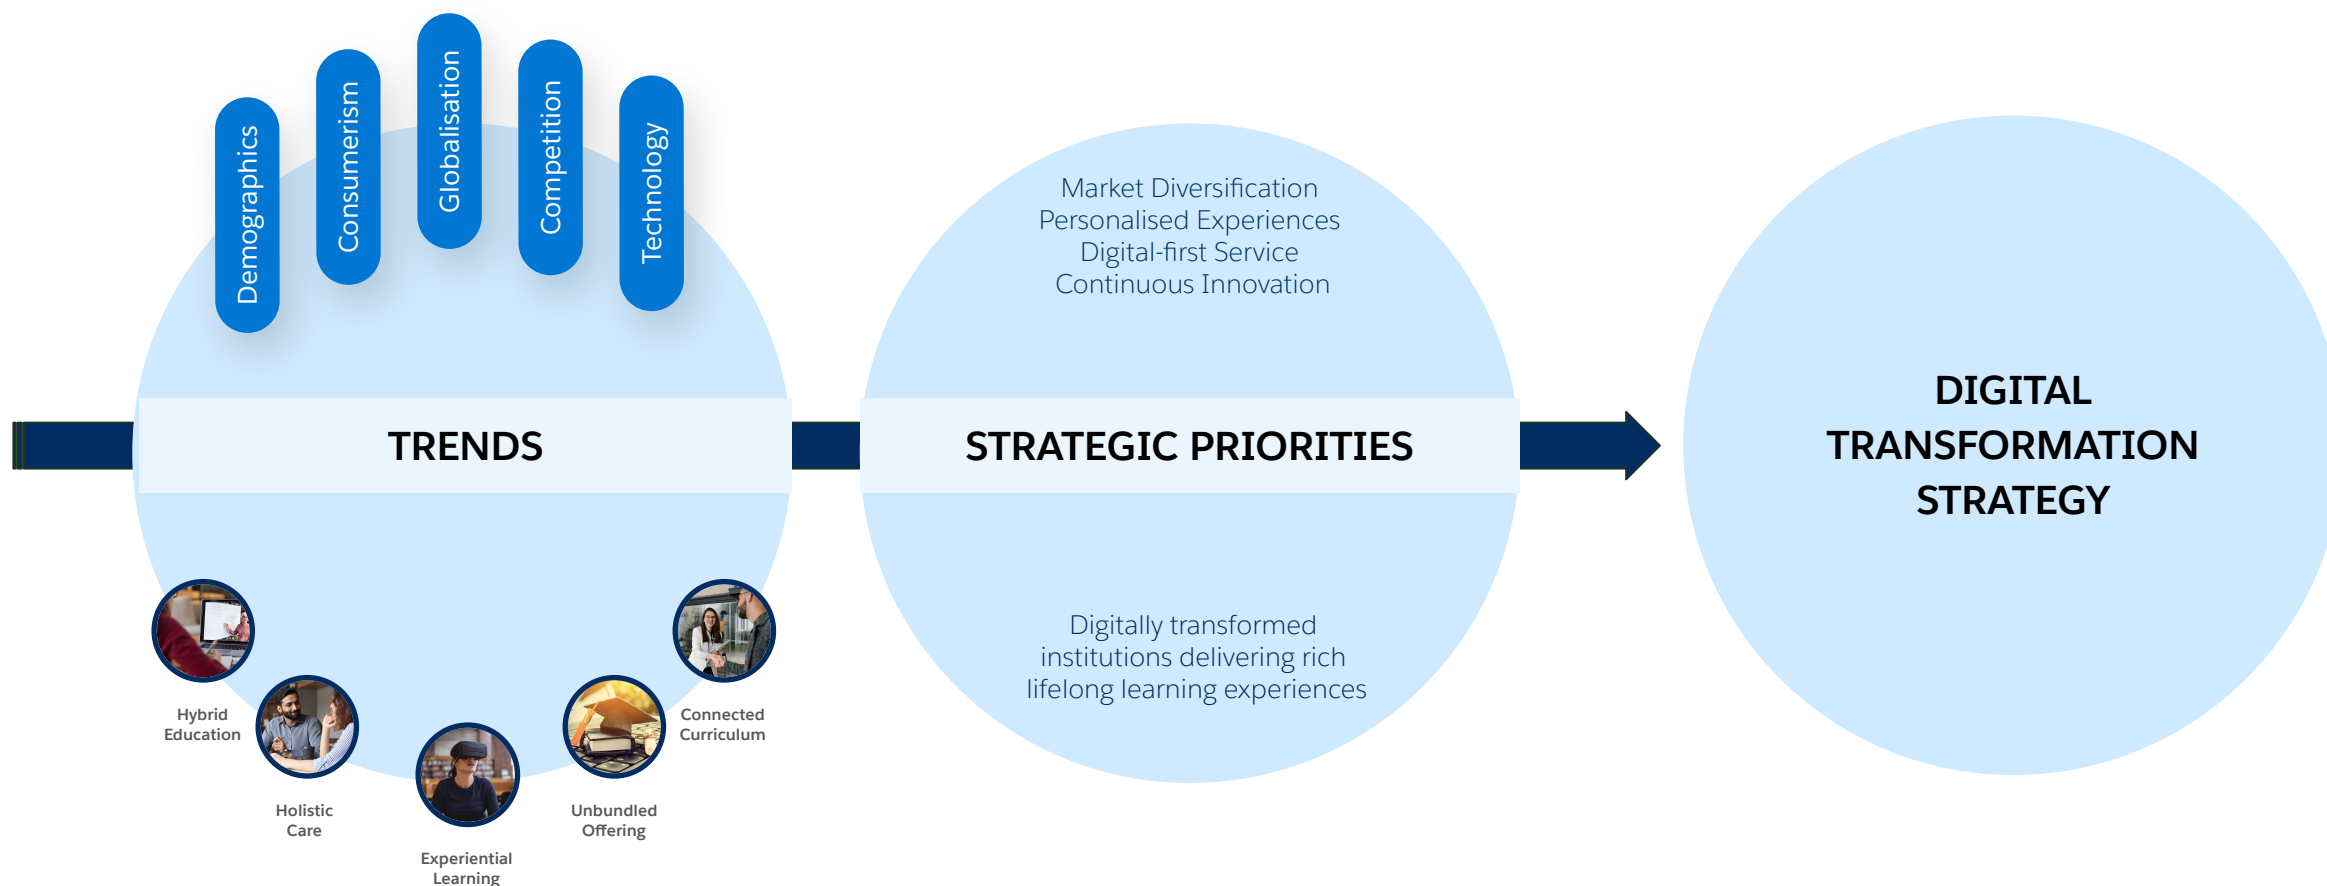 Demographics
Consumerism
Globalisation
Competition
Technology
TRENDS
Hybrid
Education
Holistic
Care
Experiential
Learning
Unbundled
Offering
Connected
Curriculum
Market Diversification
Personalised Experiences
Digital-first Service
Continuous Innovation
STRATEGIC PRIORITIES
Digitally transformed
institutions delivering rich
lifelong learning experiences
DIGITAL
TRANSFORMATION
STRATEGY